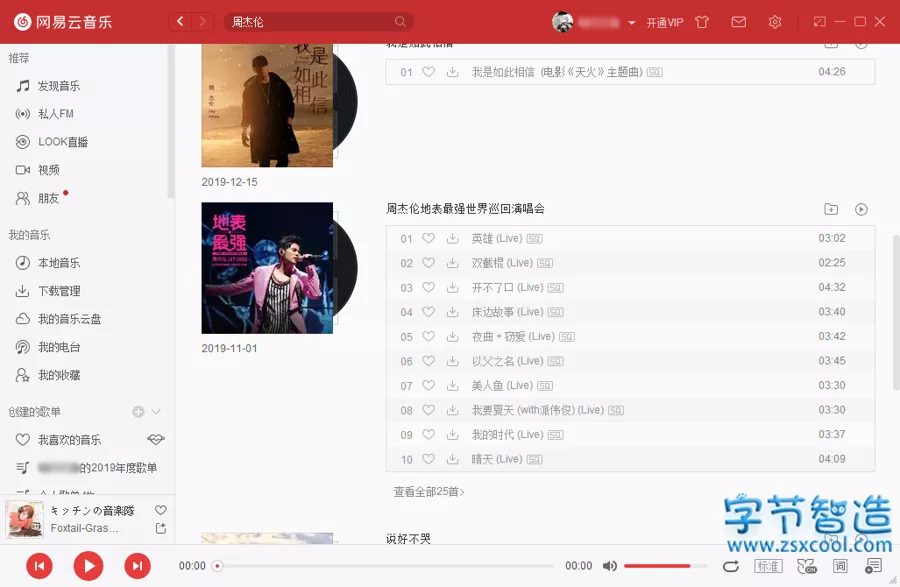 网易云音乐
周杰伦
开通VIP
推荐
发现音乐
私人FM
LOOK直播
视频
朋友
我的音乐
本地音乐
下载管理
我的音乐云盘
我的电台
我的收藏
创建的歌单
我喜欢的音乐
的2019年度歌单
キッチンの音楽隊
Foxtail-Gras...
我是如此相信
周杰伦
2019-12-15
我是如此相信
01 我是如此相信 (电影《天火》主题曲) SQ 04:26
地表最强
2019-11-01
周杰伦地表最强世界巡回演唱会
01 英雄 (Live) SQ 03:02
02 双截棍 (Live) SQ 02:25
03 开不了口 (Live) SQ 04:32
04 床边故事 (Live) SQ 03:40
05 夜曲 + 窃爱 (Live) SQ 03:42
06 以父之名 (Live) SQ 03:45
07 美人鱼 (Live) SQ 03:30
08 我要夏天 (with派伟俊) (Live) SQ 03:30
09 我的时代 (Live) SQ 03:37
10 晴天 (Live) SQ 04:09
查看全部25首>
说好不哭
00:00
00:00
标准
词
字节智造
www.zsxcool.com